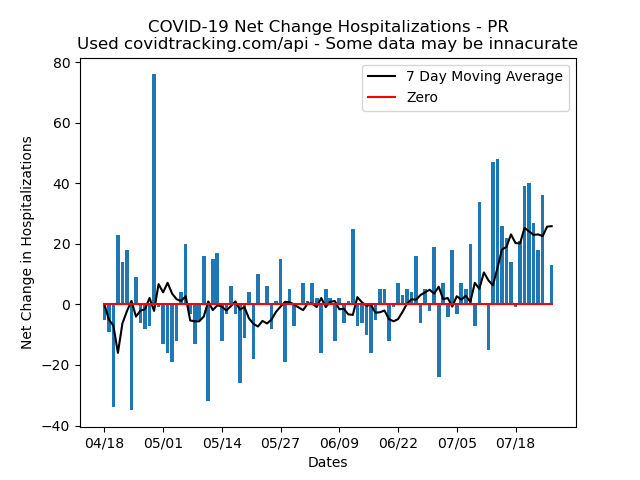 COVID-19 Net Change Hospitalizations - PR
Used covidtracking.com/api - Some data may be innacurate
7 Day Moving Average
Zero
Net Change in Hospitalizations
80
60
40
20
0
−20
−40
04/18 05/01 05/14 05/27 06/09 06/22 07/05 07/18
Dates